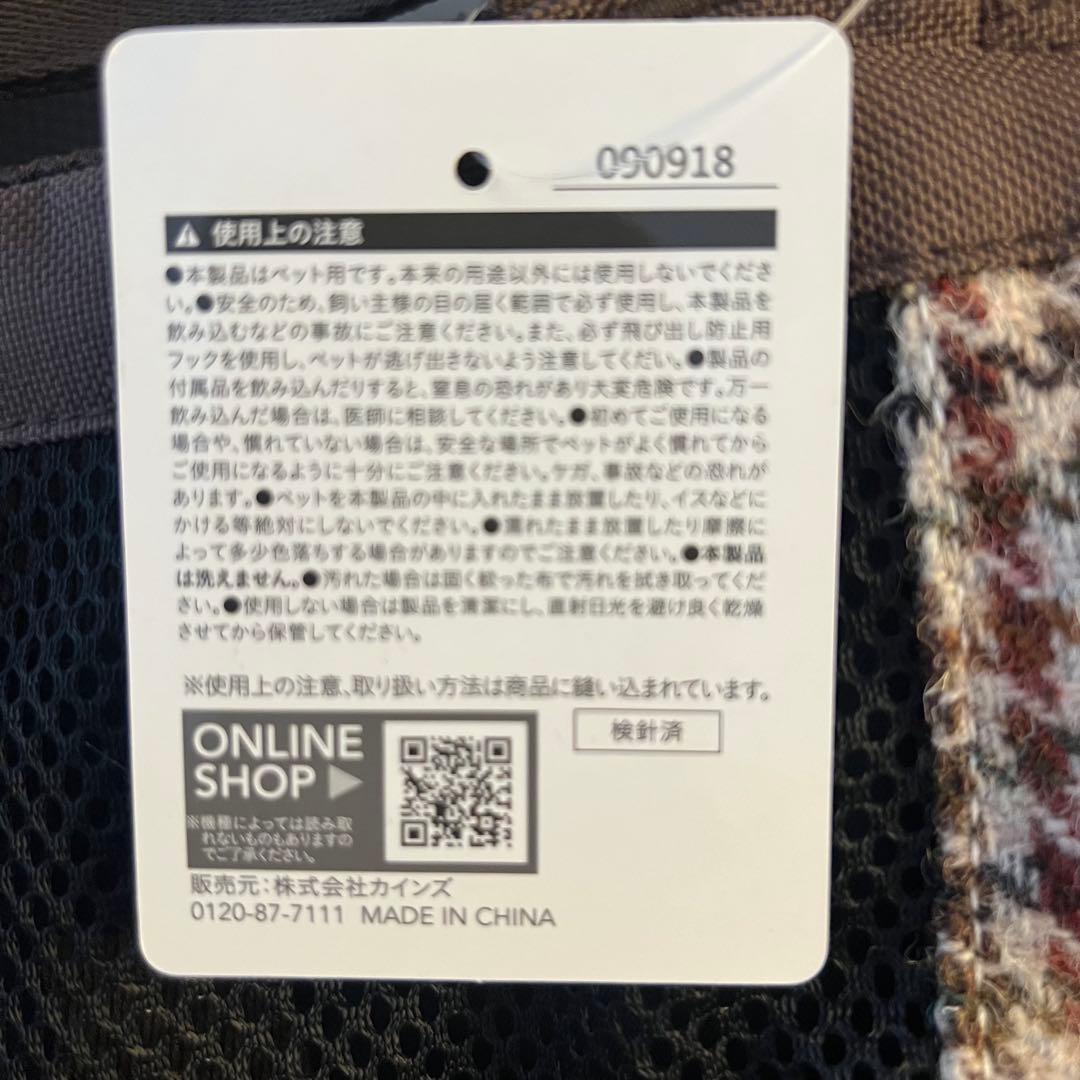 090918
使用上の注意
●本製品はペット用です。本来の用途以外には使用しないでくださ
い。●安全のため、飼い主様の目の届く範囲で必ず使用し、本製品を
飲み込むなどの事故にご注意ください。また、必ず飛び出し防止用
フックを使用し、ペットが逃げ出さないよう注意してください。●製品の
付属品を飲み込んだりすると、窒息の恐れがあり大変危険です。万一
飲み込んだ場合は、医師に相談してください。●初めてご使用になる
場合や、慣れていない場合は、安全な場所でペットがよく慣れてから
ご使用になるように十分にご注意ください。ケガ、事故などの恐れが
あります。●ペットを本製品の中に入れたまま放置したり、イスなどに
かける等絶対にしないでください。●濡れたまま放置したり摩擦に
よって多少色落ちする場合がありますのでご注意ください。●本製品
は洗えません。●汚れた場合は固く絞った布で汚れを拭き取ってくだ
さい。●使用しない場合は製品を清潔にし、直射日光を避け良く乾燥
させてから保管してください。
※使用上の注意、取り扱い方法は商品に縫い込まれています。
検針済
ONLINE
SHOP
※機種によっては読み取
れないものもありますの
でご了承ください。
販売元：株式会社カインズ
0120-87-7111 MADE IN CHINA